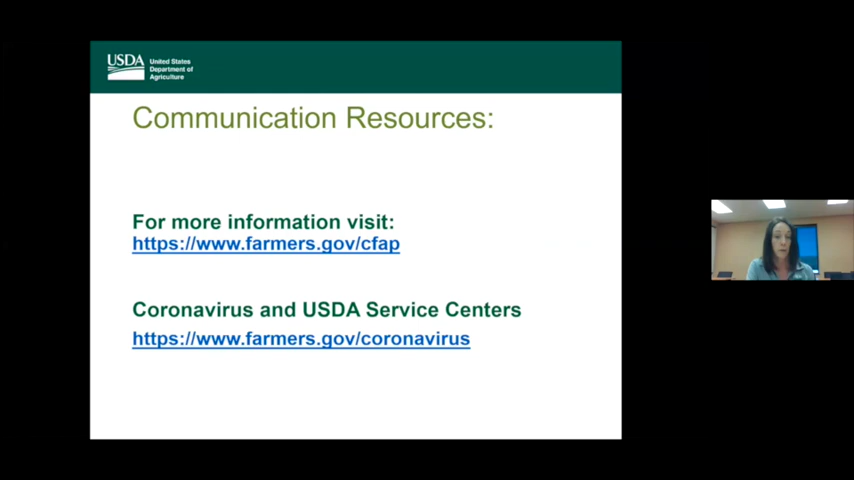 USDA
United States
Department of
Agriculture
Communication Resources:
For more information visit:
https://www.farmers.gov/cfap
Coronavirus and USDA Service Centers
https://www.farmers.gov/coronavirus